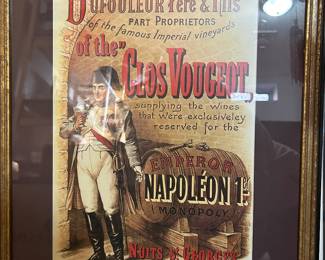 DUFOULEUR Père & Fils
PART PROPRIETORS
of the famous Imperial vineyards
of the "CLOS VOUGEOT,
supplying the wines
that were exclusiveley
reserved for the
EMPEROR
NAPOLÉON 1er
MONOPOLY
NUITS St GEORGES